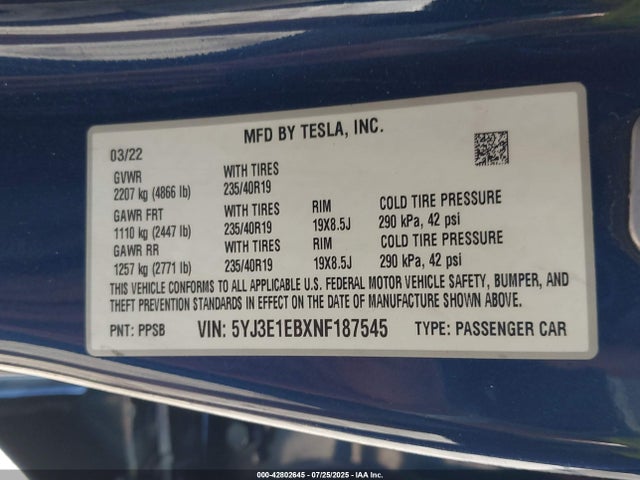 MFD BY TESLA, INC.
03/22
GVWR WITH TIRES
2207 kg (4866 lb) 235/40R19
GAWR FRT WITH TIRES RIM COLD TIRE PRESSURE
1110 kg (2447 lb) 235/40R19 19X8.5J 290 kPa, 42 psi
GAWR RR WITH TIRES RIM COLD TIRE PRESSURE
1257 kg (2771 lb) 235/40R19 19X8.5J 290 kPa, 42 psi
THIS VEHICLE CONFORMS TO ALL APPLICABLE U.S. FEDERAL MOTOR VEHICLE SAFETY, BUMPER, AND
THEFT PREVENTION STANDARDS IN EFFECT ON THE DATE OF MANUFACTURE SHOWN ABOVE.
PNT: PPSB VIN: 5YJ3E1EBXNF187545 TYPE: PASSENGER CAR
000-42802645 - 07/25/2025 - IAA Inc.